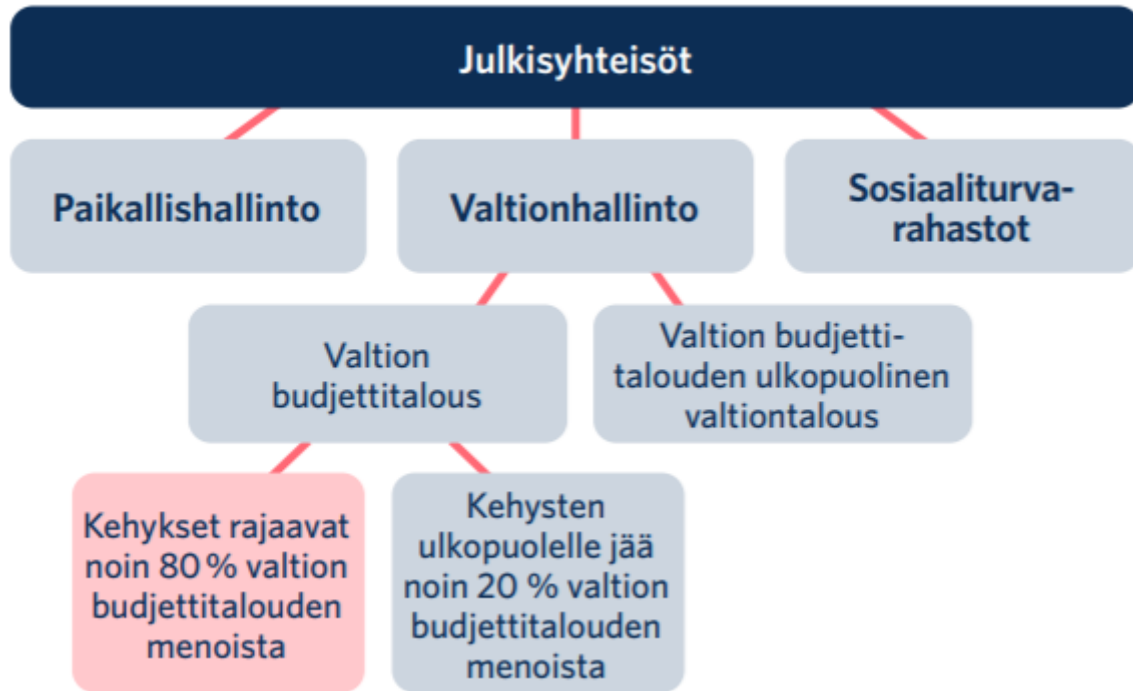 Julkisyhteisöt
Paikallishallinto
Valtionhallinto
Sosiaaliturva-
rahastot
Valtion
budjettitalous
Valtion budjetti-
talouden ulkopuolinen
valtiontalous
Kehykset rajaavat
noin 80 % valtion
budjettitalouden
menoista
Kehysten
ulkopuolelle jää
noin 20 % valtion
budjettitalouden
menoista